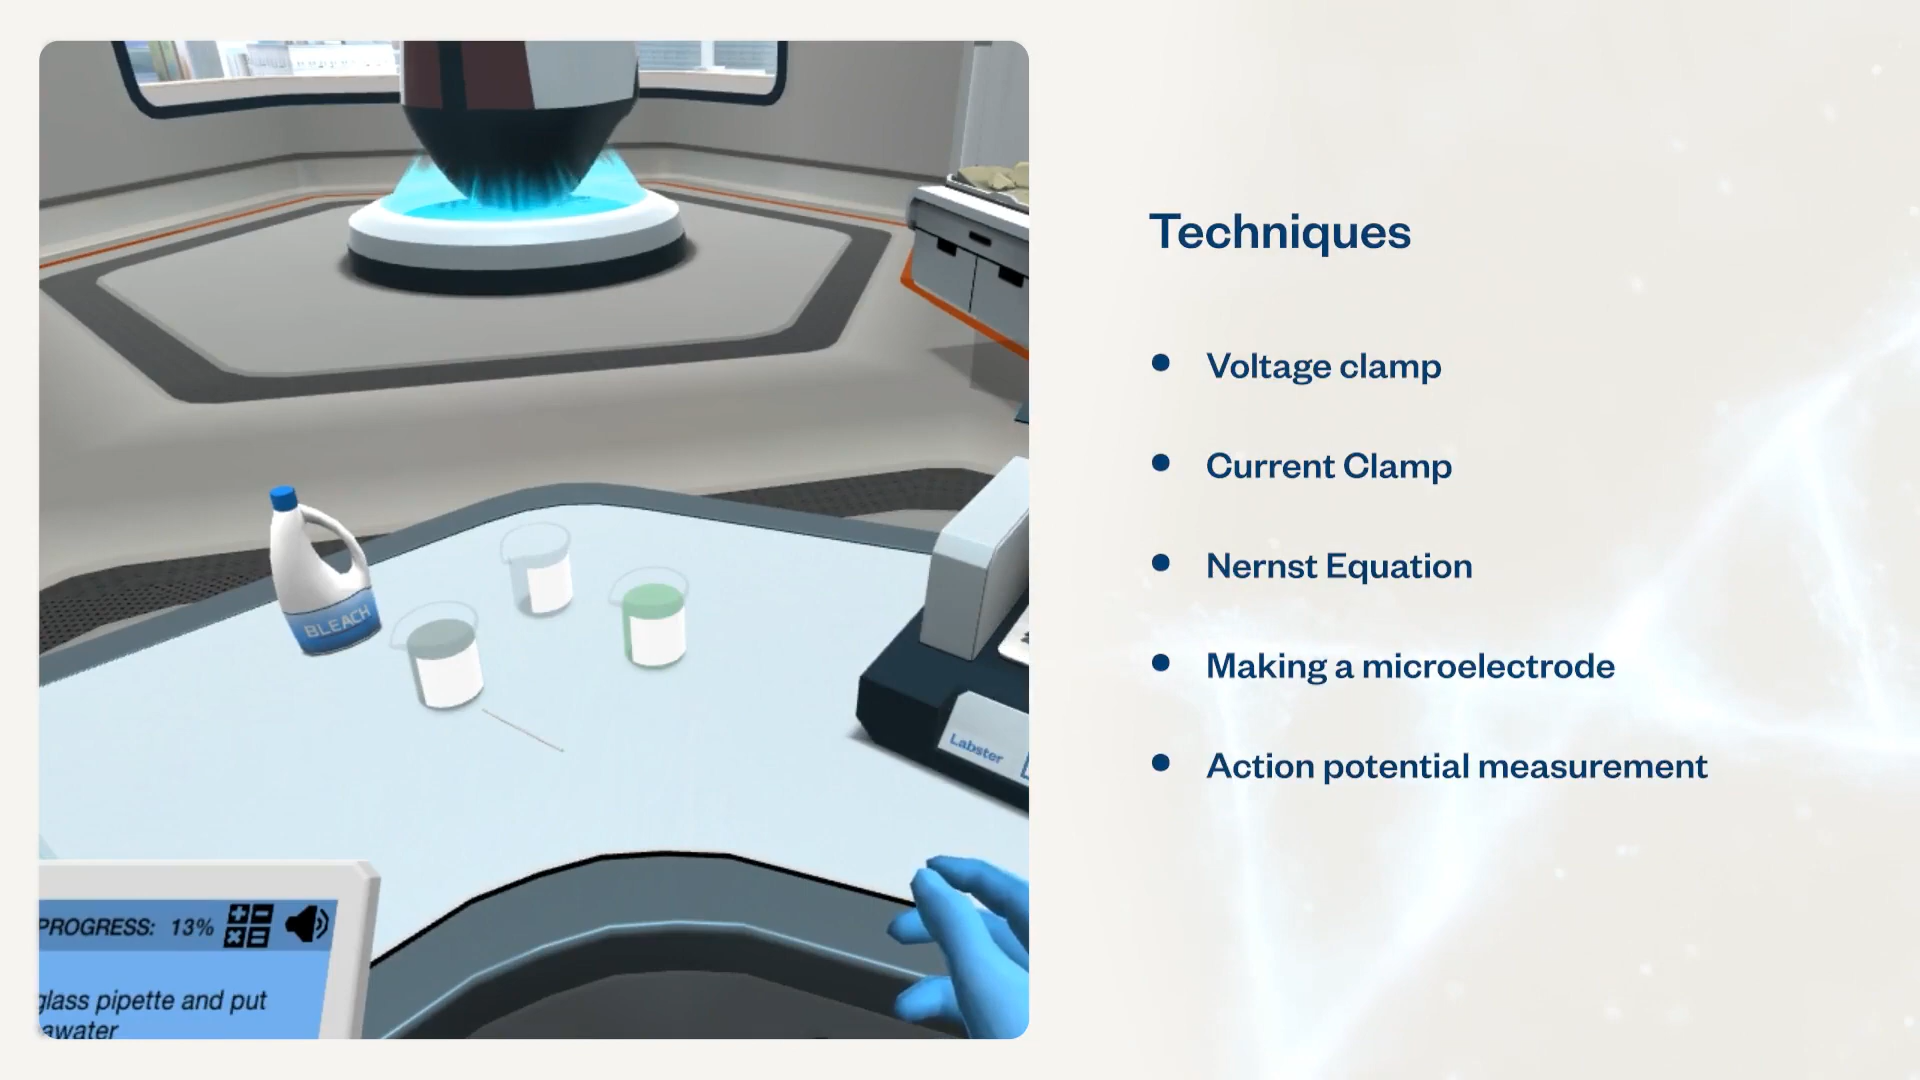 BLEACH
Labster
PROGRESS: 13%
glass pipette and put
awater
Techniques
Voltage clamp
Current Clamp
Nernst Equation
Making a microelectrode
Action potential measurement